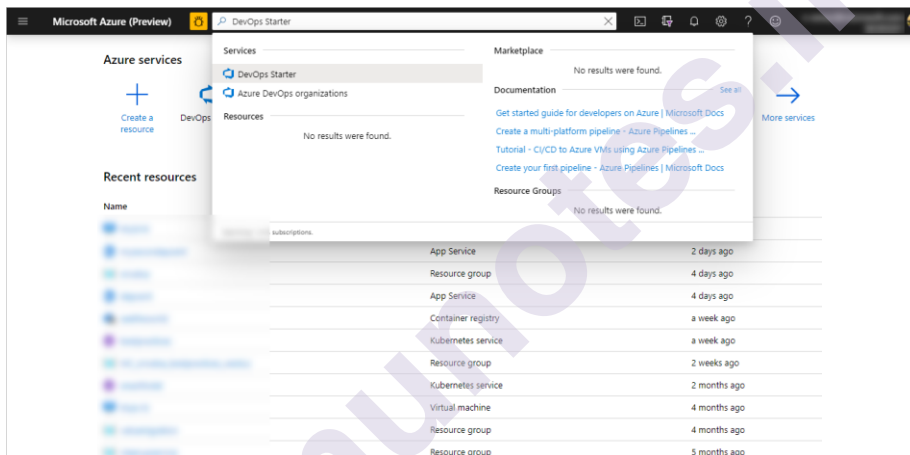 Microsoft Azure (Preview)
DevOps Starter
Azure services
Create a resource
DevOps
More services
Services
DevOps Starter
Azure DevOps organizations
Resources
No results were found.
Marketplace
No results were found.
Documentation
See all
Get started guide for developers on Azure | Microsoft Docs
Create a multi-platform pipeline - Azure Pipelines ...
Tutorial - CI/CD to Azure VMs using Azure Pipelines ...
Create your first pipeline - Azure Pipelines | Microsoft Docs
Resource Groups
No results were found.
subscriptions.
Recent resources
Name
App Service 2 days ago
Resource group 4 days ago
App Service 4 days ago
Container registry a week ago
Kubernetes service a week ago
Resource group 2 weeks ago
Kubernetes service 2 months ago
Virtual machine 4 months ago
Resource group 4 months ago
Resource group 5 months ago
munotes.in